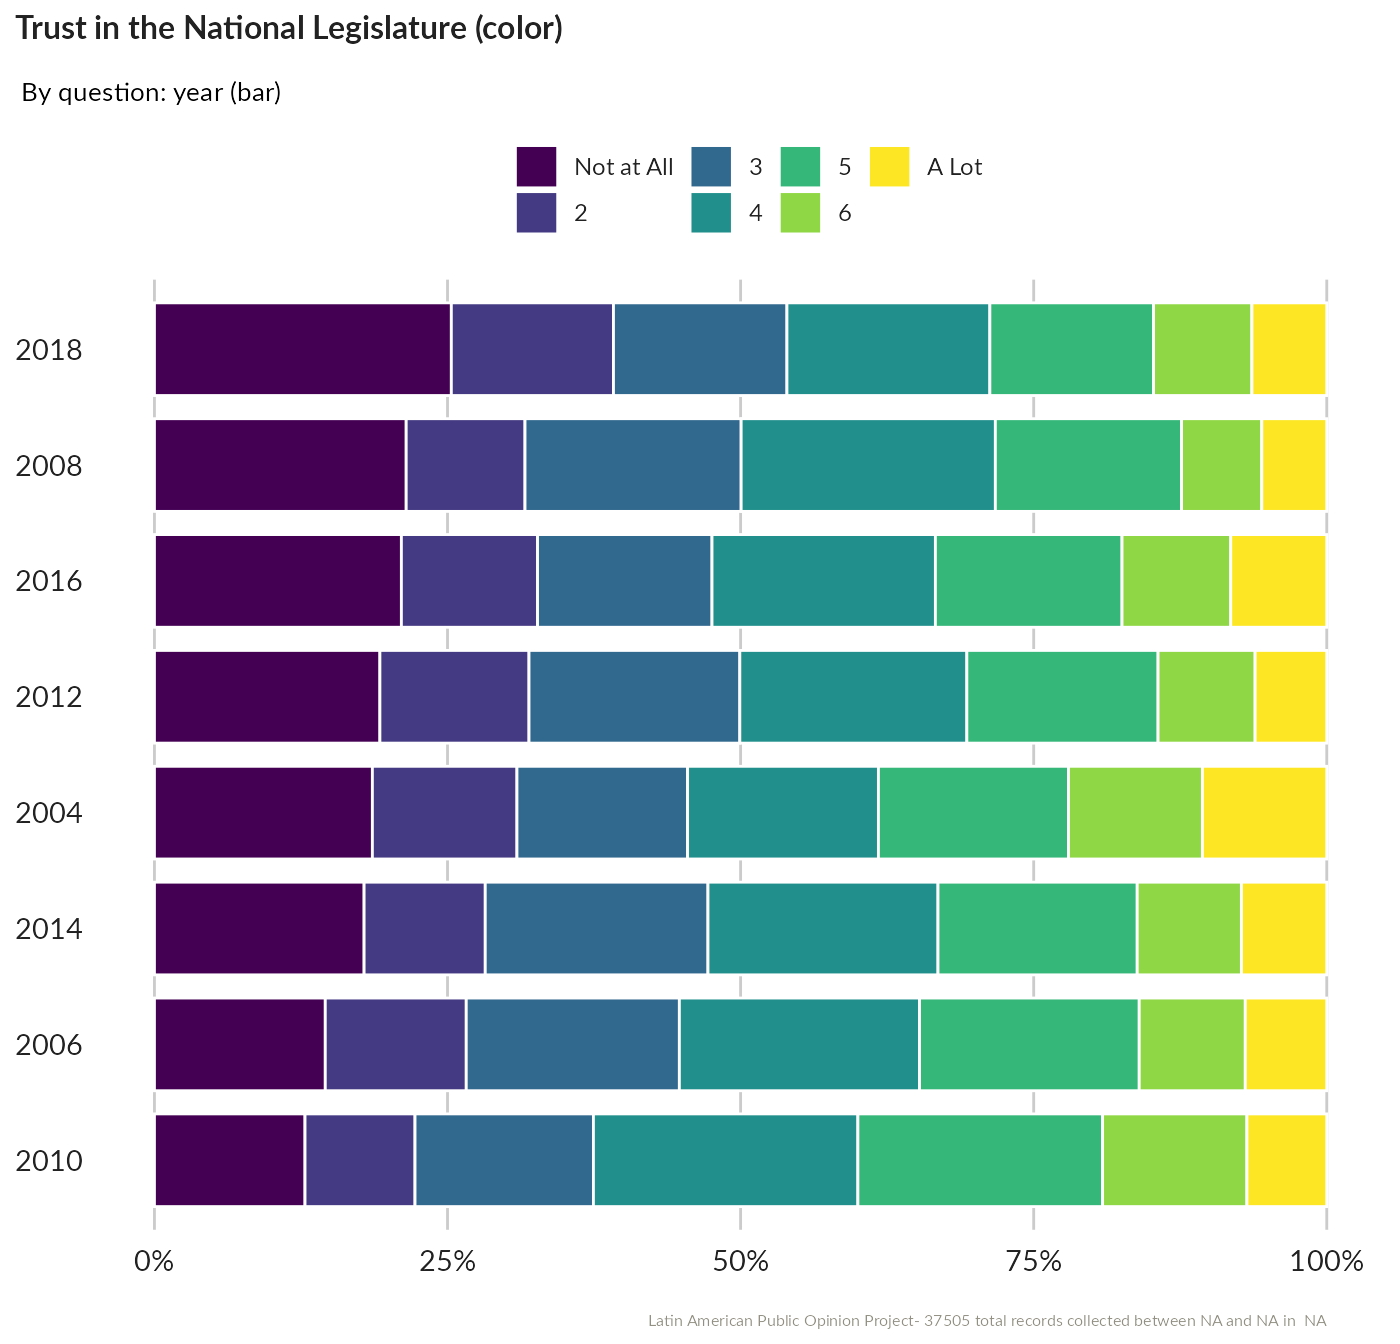 Trust in the National Legislature (color)
By question: year (bar)
Not at All 3 5 A Lot
2 4 6
2018
2008
2016
2012
2004
2014
2006
2010
0% 25% 50% 75% 100%
Latin American Public Opinion Project- 37505 total records collected between NA and NA in  NA